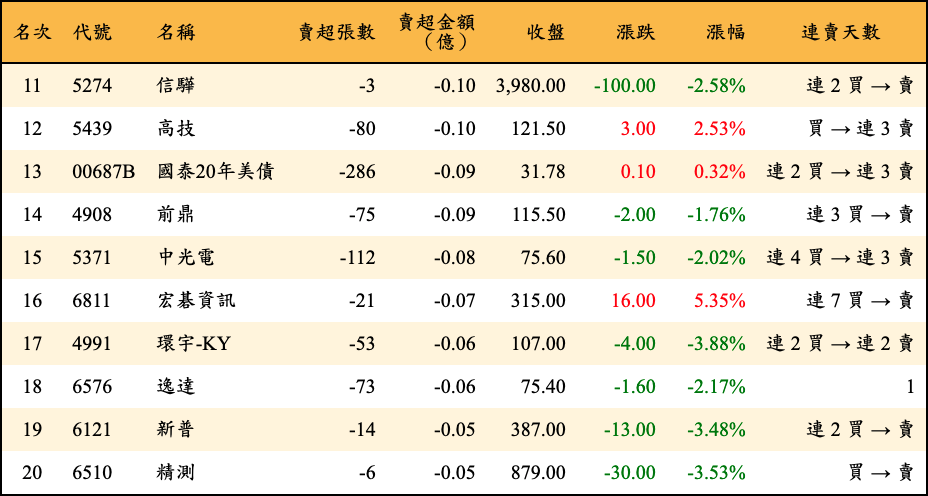 名次 代號 名稱 賣超張數 賣超金額（億） 收盤 漲跌 漲幅 連賣天數
11 5274 信驊 -3 -0.10 3,980.00 -100.00 -2.58% 連 2 買 → 賣
12 5439 高技 -80 -0.10 121.50 3.00 2.53% 買 → 連 3 賣
13 00687B 國泰20年美債 -286 -0.09 31.78 0.10 0.32% 連 2 買 → 連 3 賣
14 4908 前鼎 -75 -0.09 115.50 -2.00 -1.76% 連 3 買 → 賣
15 5371 中光電 -112 -0.08 75.60 -1.50 -2.02% 連 4 買 → 連 3 賣
16 6811 宏碁資訊 -21 -0.07 315.00 16.00 5.35% 連 7 買 → 賣
17 4991 環宇-KY -53 -0.06 107.00 -4.00 -3.88% 連 2 買 → 連 2 賣
18 6576 逸達 -73 -0.06 75.40 -1.60 -2.17% 1
19 6121 新普 -14 -0.05 387.00 -13.00 -3.48% 連 2 買 → 賣
20 6510 精測 -6 -0.05 879.00 -30.00 -3.53% 買 → 賣